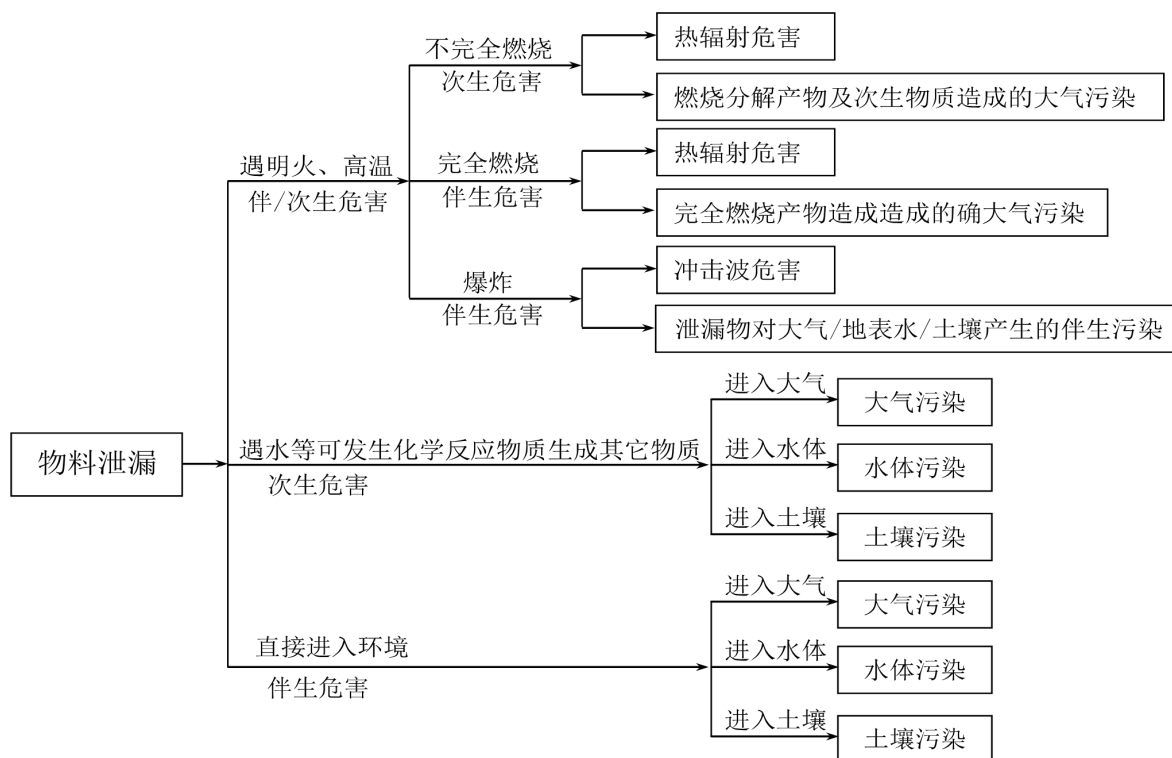 热辐射危害
不完全燃烧
次生危害
燃烧分解产物及次生物质造成的大气污染
热辐射危害
遇明火、高温
伴/次生危害
完全燃烧
伴生危害
完全燃烧产物造成造成的确大气污染
冲击波危害
爆炸
伴生危害
泄漏物对大气/地表水/土壤产生的伴生污染
物料泄漏
进入大气
大气污染
遇水等可发生化学反应物质生成其它物质
次生危害
进入水体
水体污染
进入土壤
土壤污染
进入大气
大气污染
直接进入环境
伴生危害
进入水体
水体污染
进入土壤
土壤污染